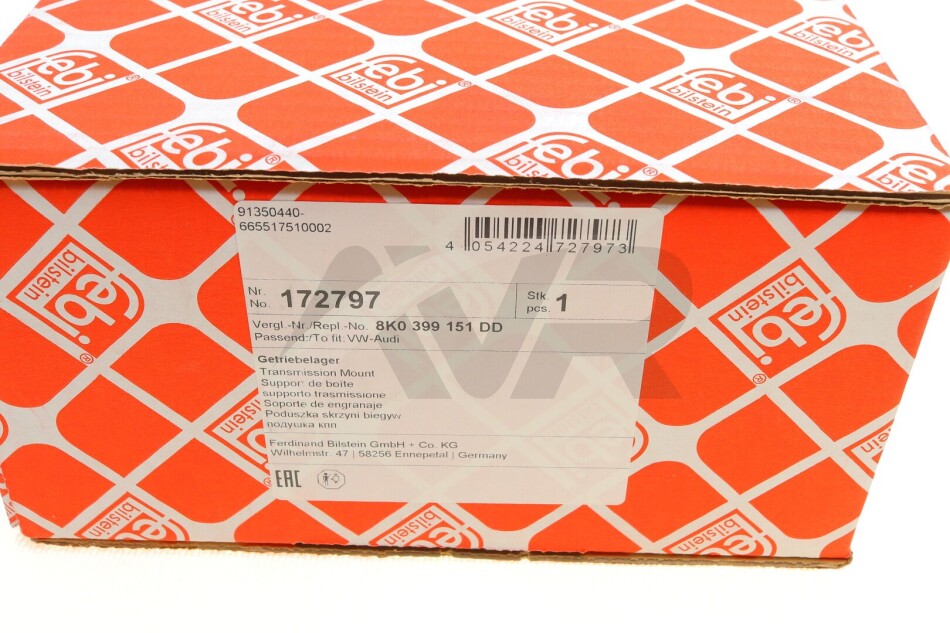 febi bilstein
91350440-
665517510002
4 054224 727973
Nr.
No. 172797
Stk.
pcs. 1
Vergl.-Nr./Repl.-No. 8K0 399 151 DD
Passend:/To fit: VW-Audi
Getriebelager
Transmission Mount
Support de boîte
supporto trasmissione
Soporte de engranaje
Poduszka skrzyni biegyw
подушка кпп
Ferdinand Bilstein GmbH + Co. KG
Wilhelmstr. 47 | 58256 Ennepetal | Germany
EAC
AVR